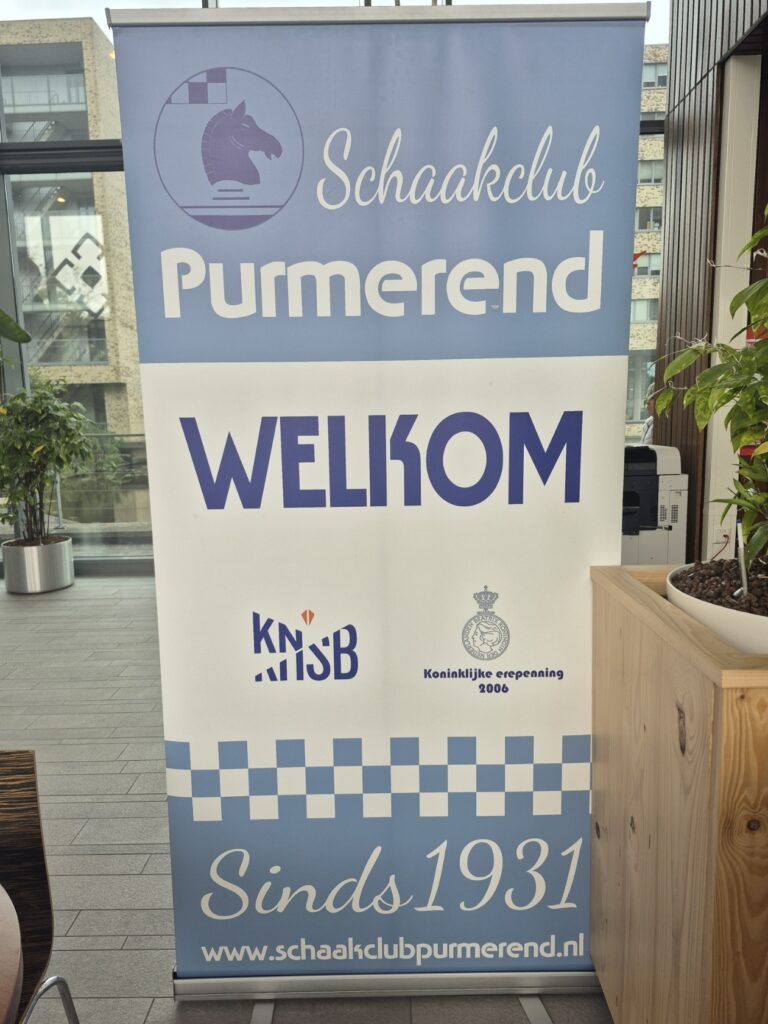 Schaakclub
Purmerend
WELKOM
KNSB
Koninklijke erepenning
2006
Sinds 1931
www.schaakclubpurmerend.nl